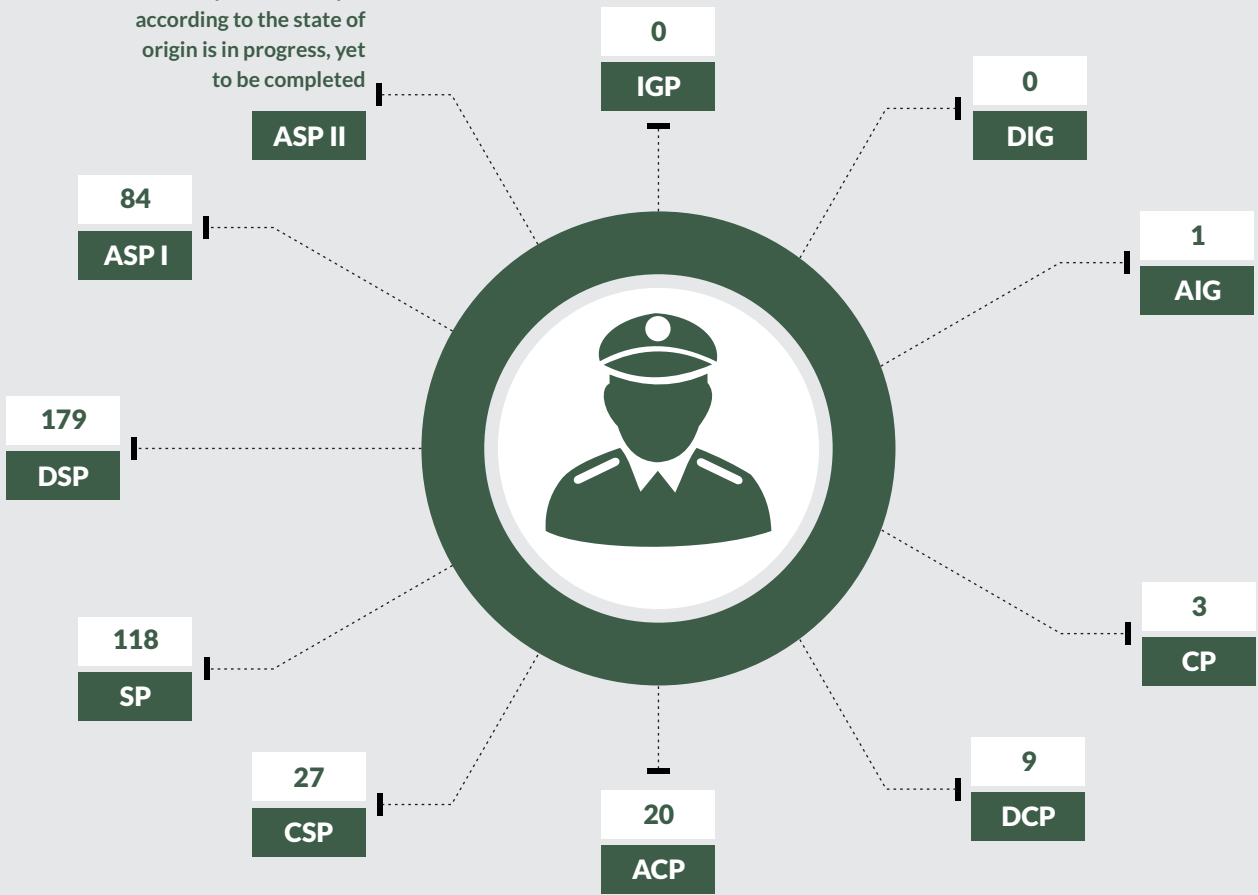 according to the state of
origin is in progress, yet
to be completed
ASP II
0
IGP
0
DIG
1
AIG
3
CP
9
DCP
20
ACP
27
CSP
118
SP
179
DSP
84
ASP I